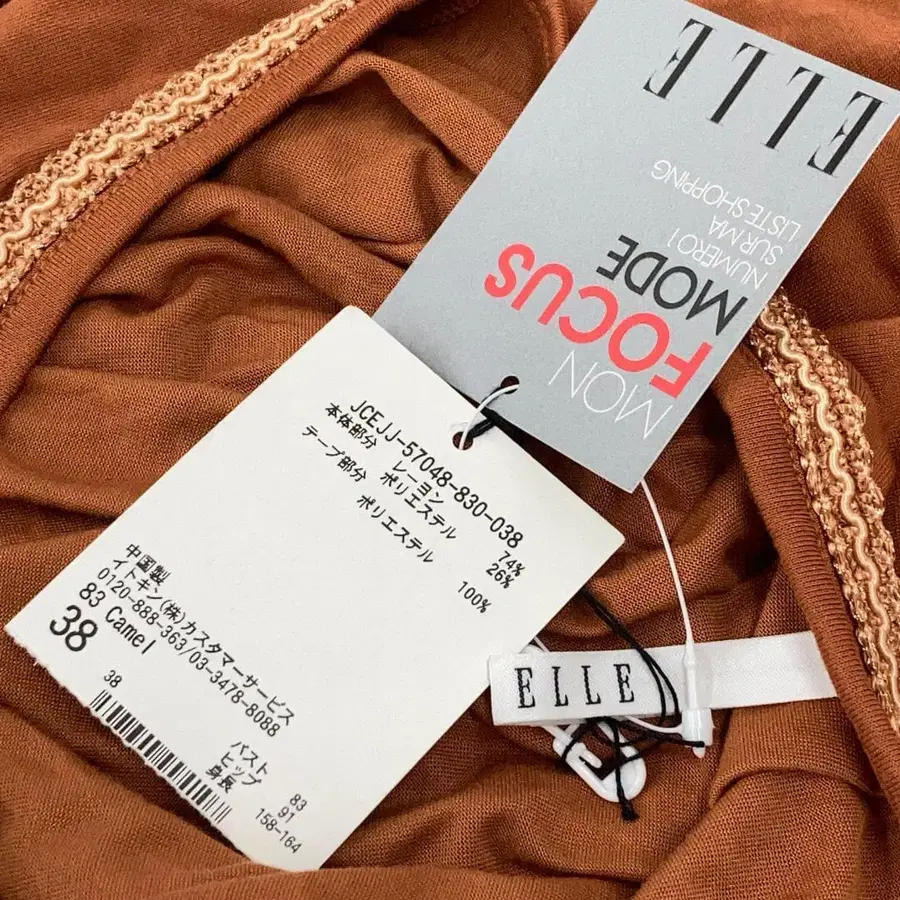 ELLE
NUMERO 1
SUR MA
LISTE SHOPPING
MON
FOCUS
MODE
JCEJJ-57048-830-038
本体部分 レーヨン 74%
ポリエステル 26%
テープ部分 ポリエステル 100%
中国製
イトキン(株)カスタマーサービス
0120-888-363/03-3478-8088
83 Camel
38
38
バスト 83
ヒップ 91
身長 158-164
ELLE